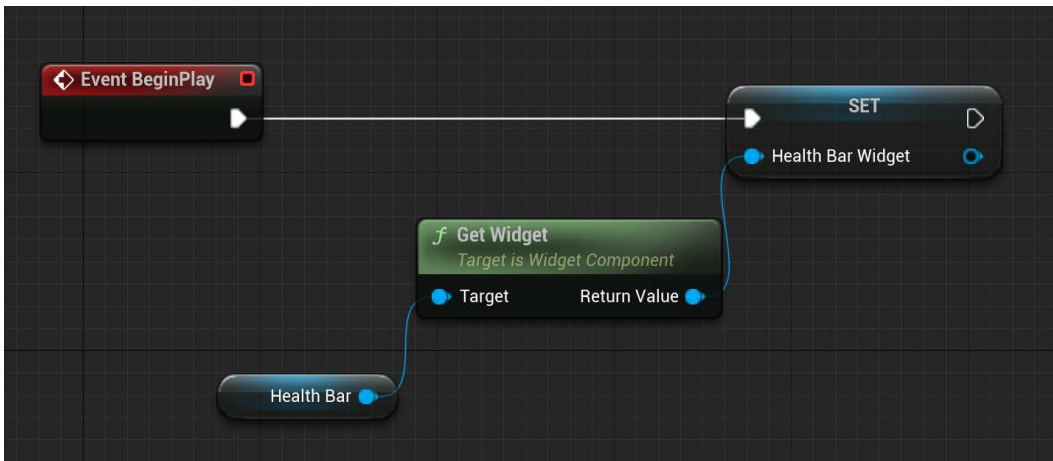 Event BeginPlay
SET
Health Bar Widget
f Get Widget
Target is Widget Component
Target Return Value
Health Bar